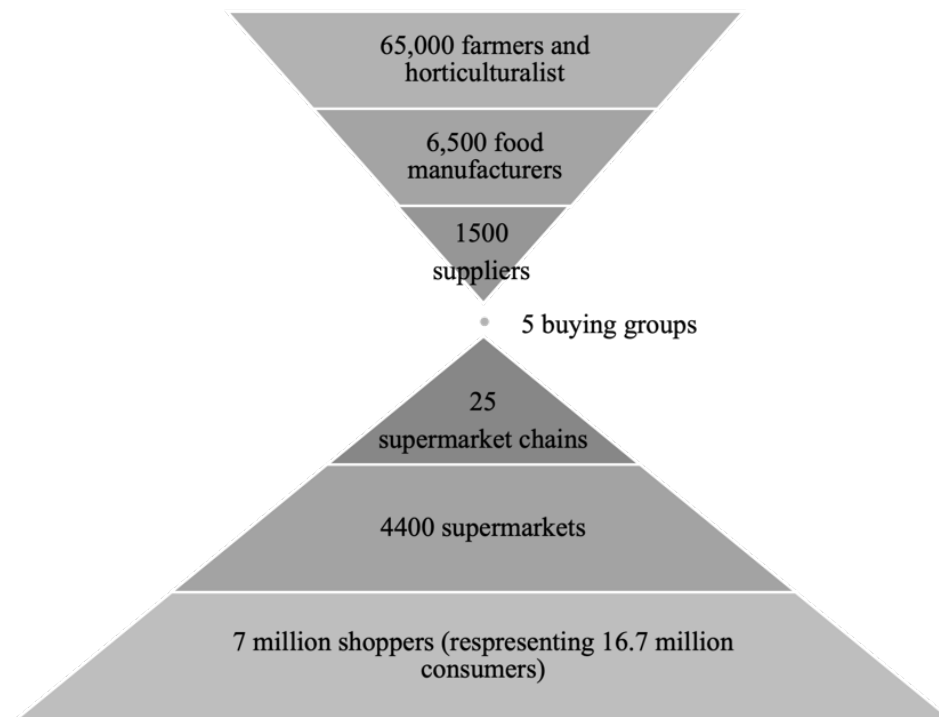 65,000 farmers and
horticulturalist
6,500 food
manufacturers
1500
suppliers
5 buying groups
25
supermarket chains
4400 supermarkets
7 million shoppers (respresenting 16.7 million
consumers)